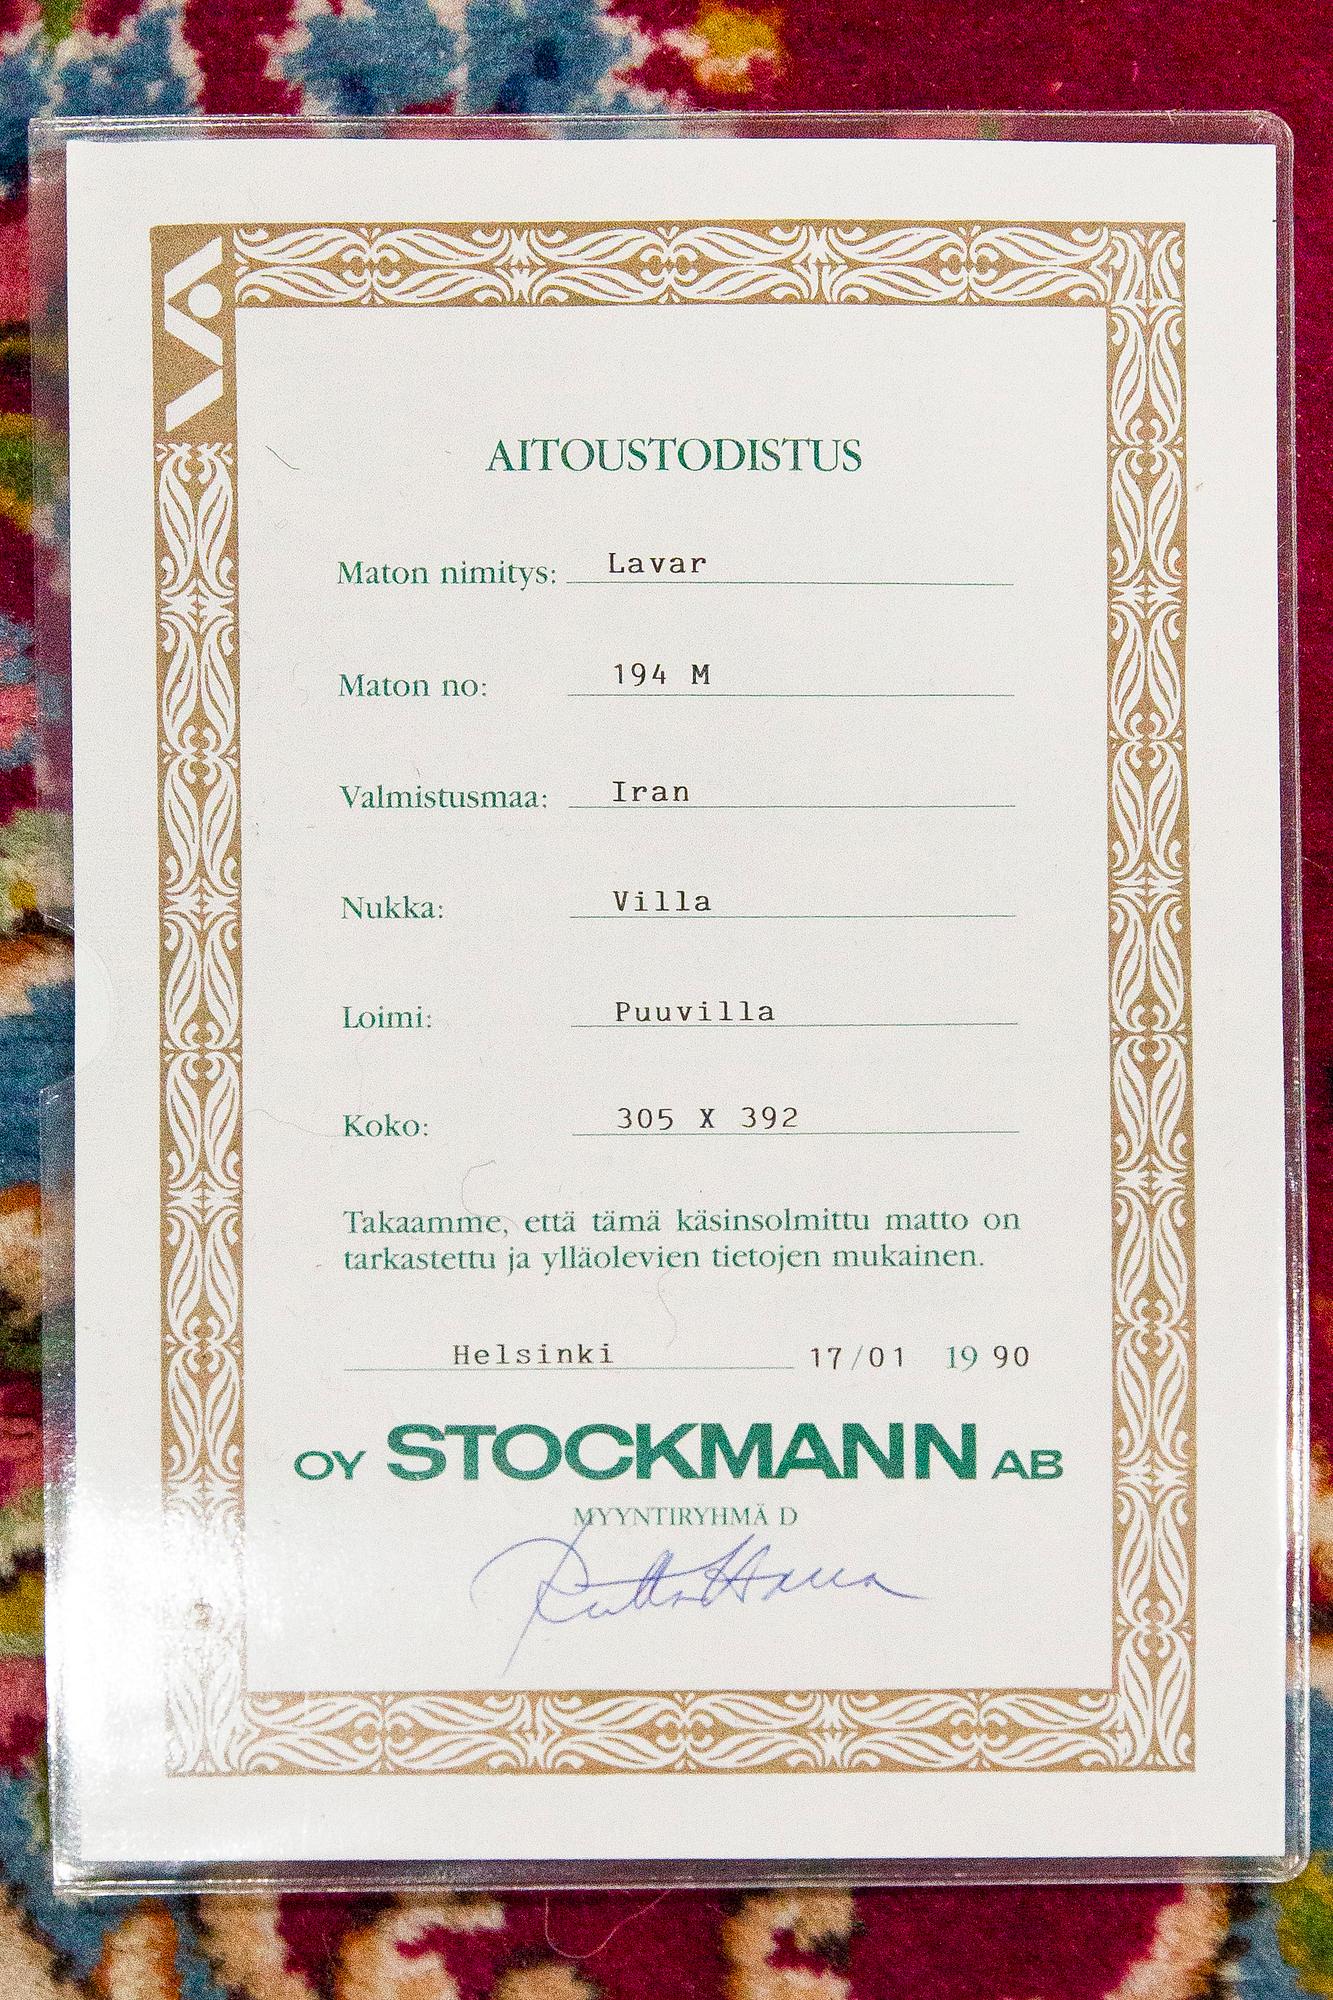 AITOUSTODISTUS
Maton nimitys: Lavar
Maton no: 194 M
Valmistusmaa: Iran
Nukka: Villa
Loimi: Puuvilla
Koko: 305 X 392
Takaamme, että tämä käsinsolmittu matto on
tarkastettu ja ylläolevien tietojen mukainen.
Helsinki 17/01 19 90
OY STOCKMANN AB
MYYNTIRYHMÄ D